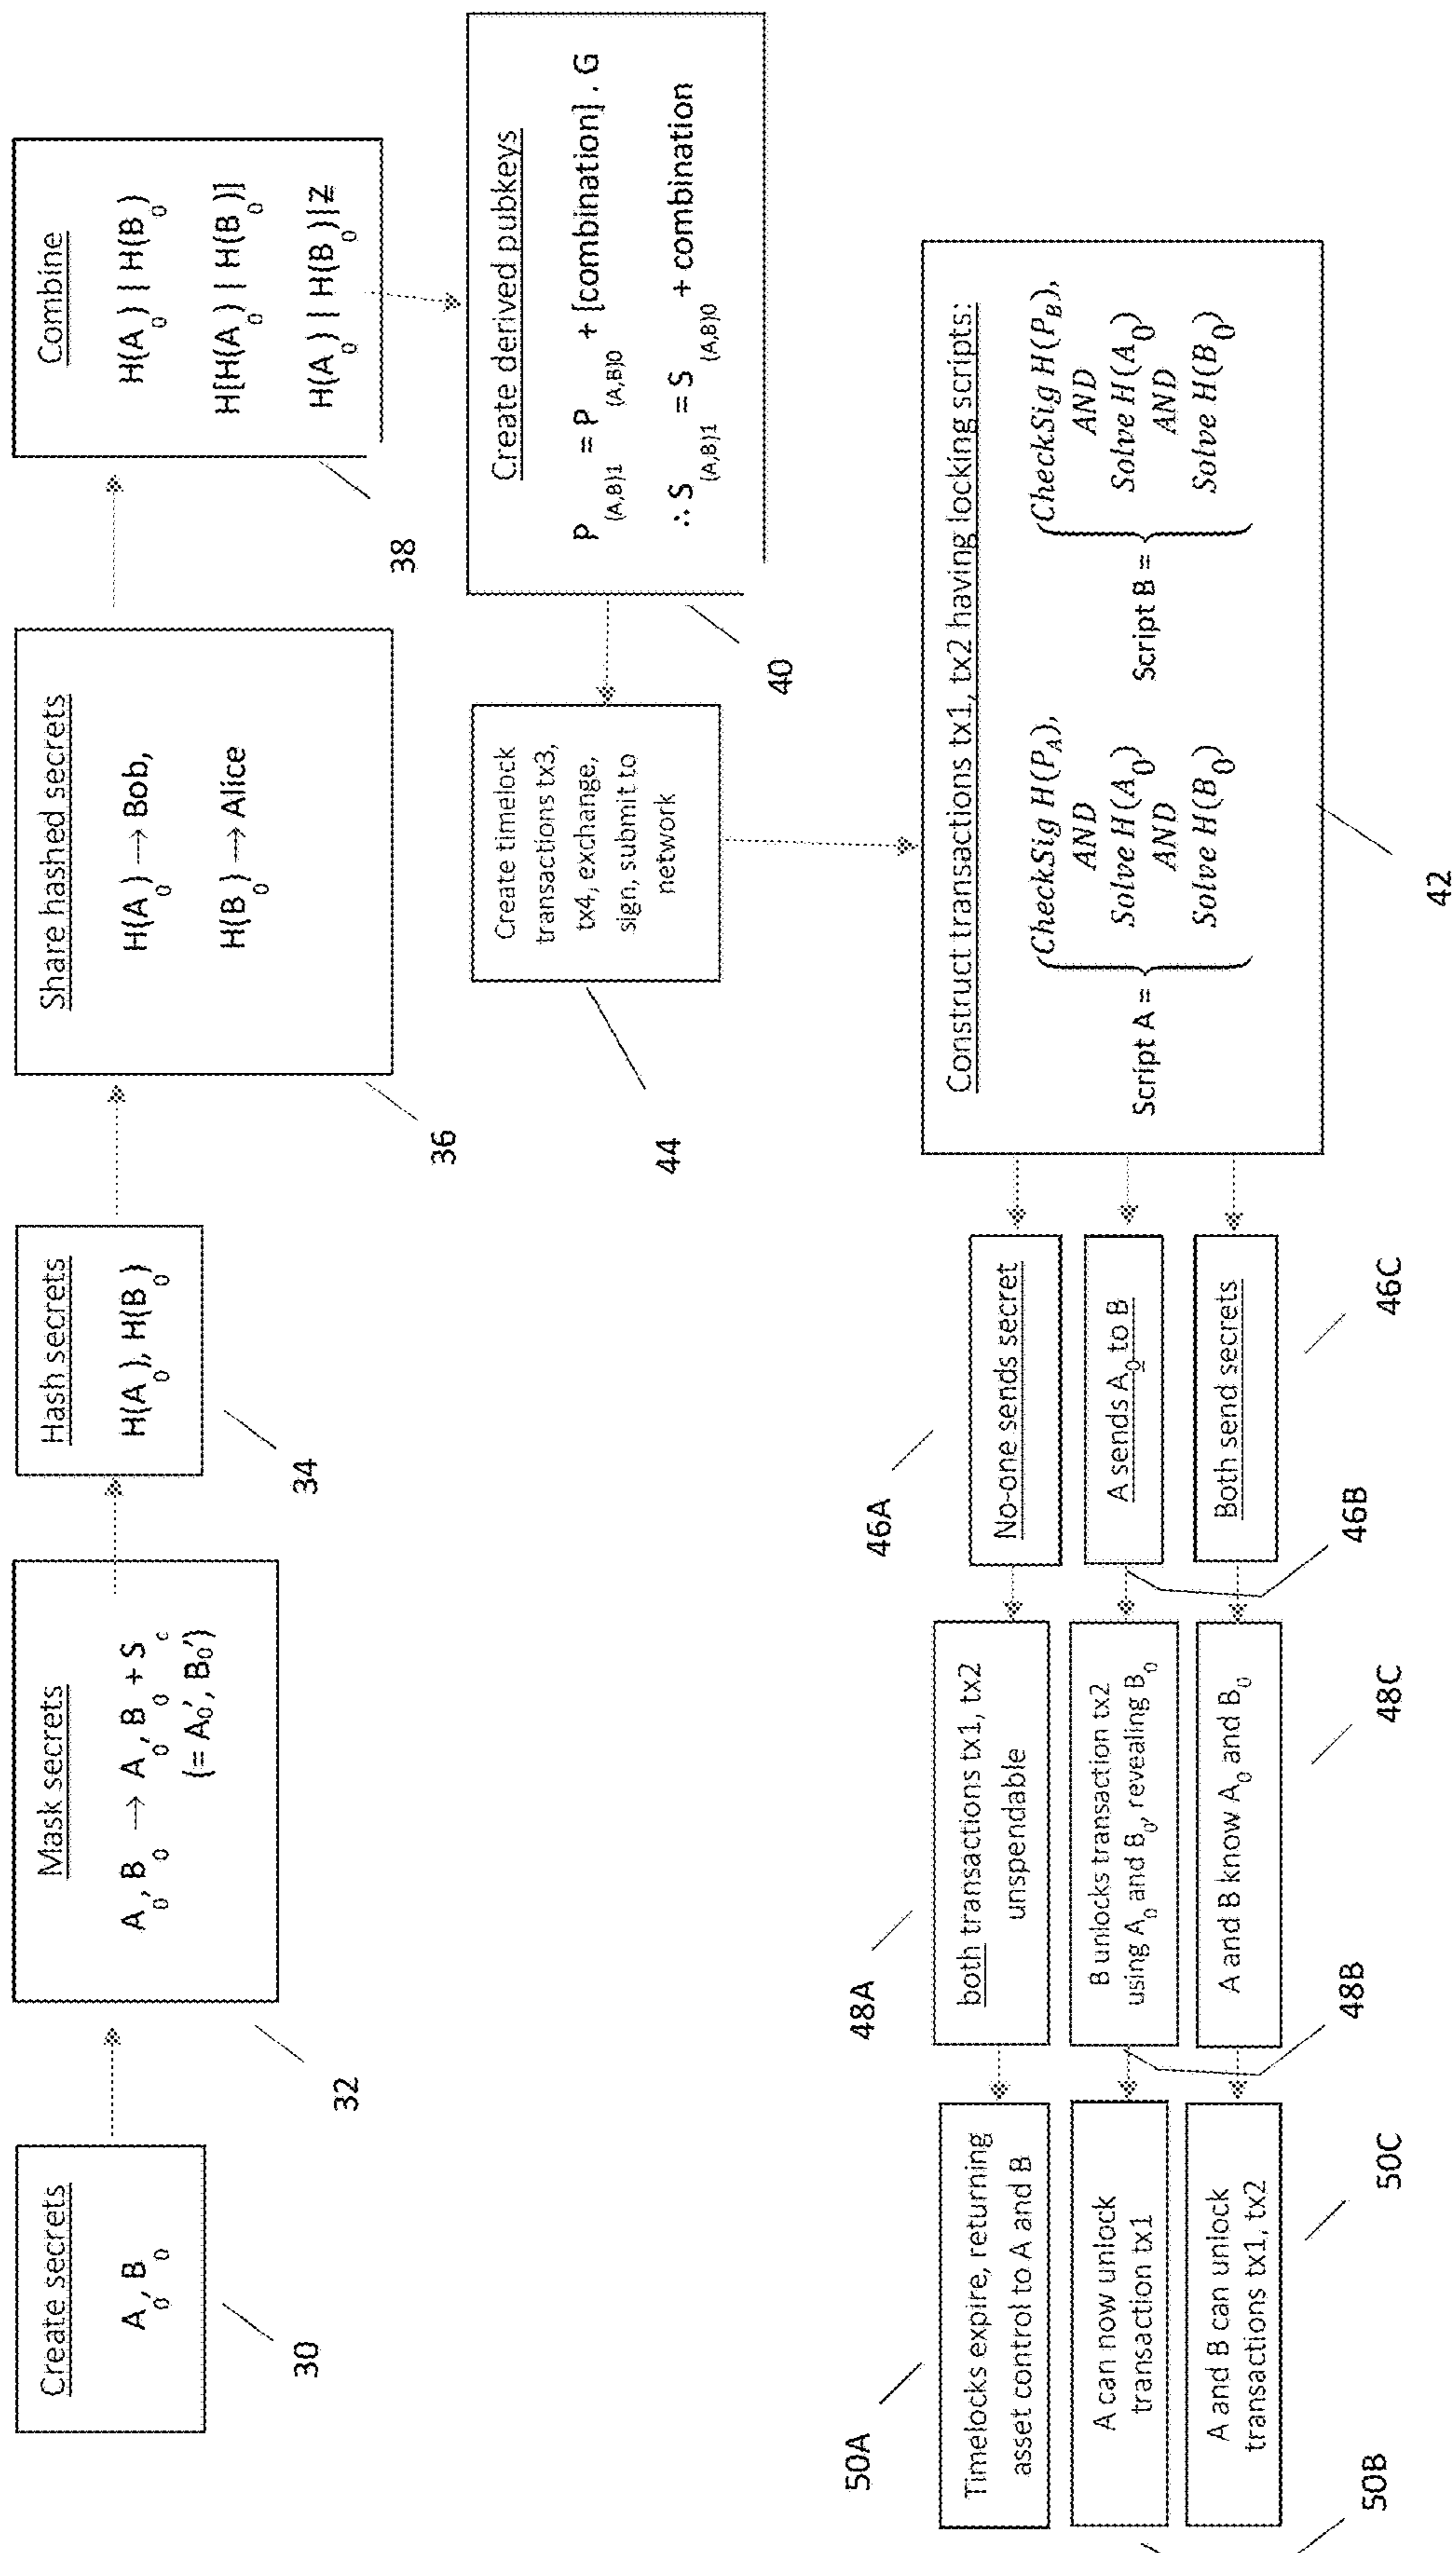 Create secrets
A₀, B₀
30
Mask secrets
A₀, B₀ → A₀, B₀ + S_c
(= A₀', B₀')
32
Hash secrets
H(A₀), H(B₀)
34
Share hashed secrets
H(A₀) → Bob,
H(B₀) → Alice
36
Combine
H(A₀) | H(B₀)
H[H(A₀) | H(B₀)]
H(A₀) | H(B₀)|Z
38
Create derived pubkeys
P₍A,B₎1 = P₍A,B₎0 + [combination] . G
∴ S₍A,B₎1 = S₍A,B₎0 + combination
40
Create timelock
transactions tx3,
tx4, exchange,
sign, submit to
network
44
Construct transactions tx1, tx2 having locking scripts:
Script A =
CheckSig H(P_A),
AND
Solve H(A₀)
AND
Solve H(B₀)
Script B =
CheckSig H(P_B),
AND
Solve H(A₀)
AND
Solve H(B₀)
42
No-one sends secret
46A
A sends A₀ to B
46B
Both send secrets
46C
both transactions tx1, tx2
unspendable
48A
B unlocks transaction tx2
using A₀ and B₀, revealing B₀
48B
A and B know A₀ and B₀
48C
Timelocks expire, returning
asset control to A and B
50A
A can now unlock
transaction tx1
50B
A and B can unlock
transactions tx1, tx2
50C